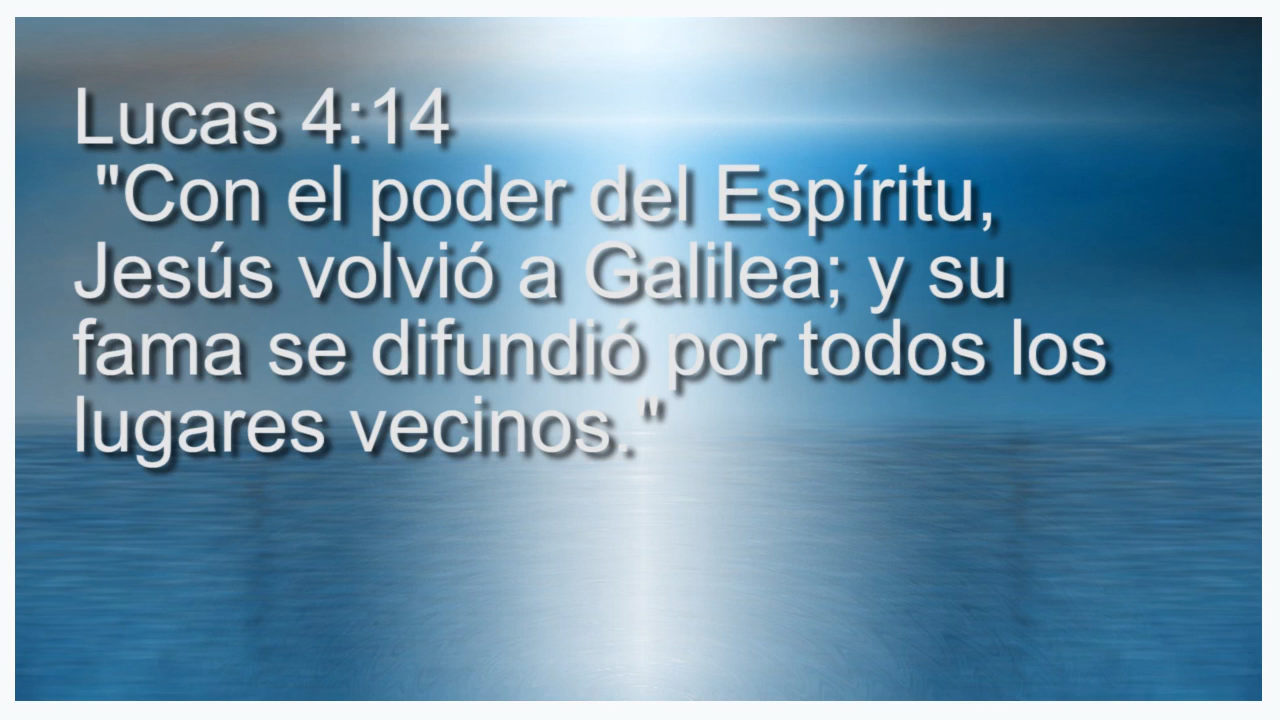 Lucas 4:14
"Con el poder del Espíritu,
Jesús volvió a Galilea; y su
fama se difundió por todos los
lugares vecinos."